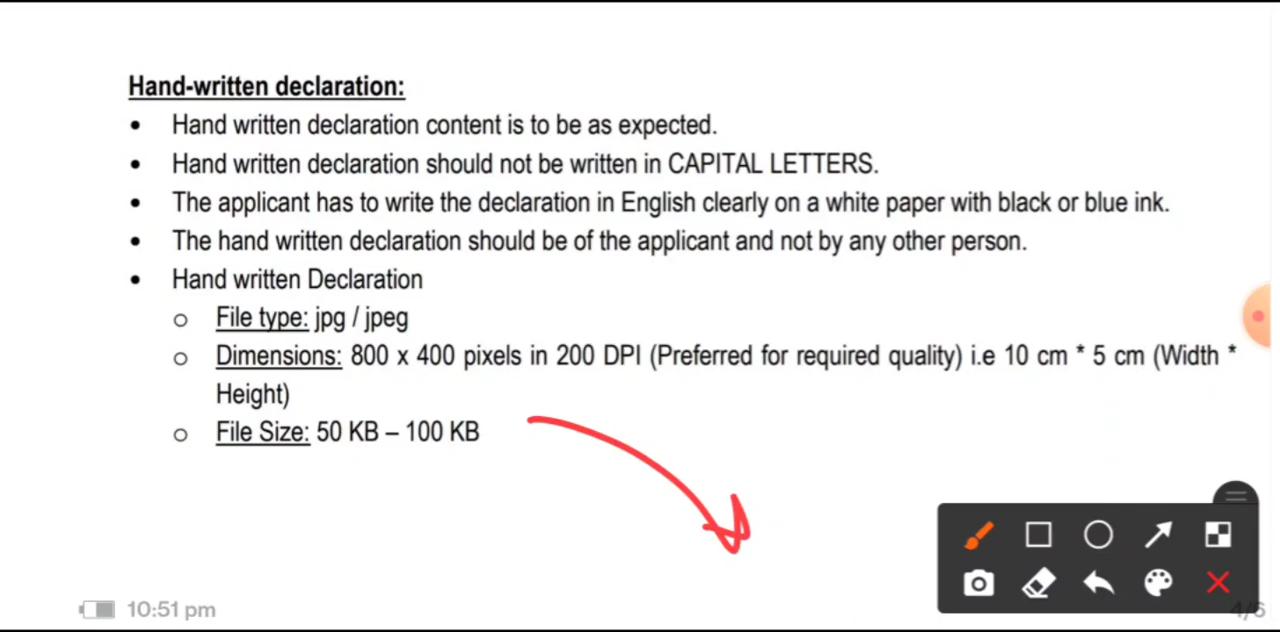 Hand-written declaration:
• Hand written declaration content is to be as expected.
• Hand written declaration should not be written in CAPITAL LETTERS.
• The applicant has to write the declaration in English clearly on a white paper with black or blue ink.
• The hand written declaration should be of the applicant and not by any other person.
• Hand written Declaration
o File type: jpg / jpeg
o Dimensions: 800 x 400 pixels in 200 DPI (Preferred for required quality) i.e 10 cm * 5 cm (Width *
Height)
o File Size: 50 KB – 100 KB
10:51 pm
4/6